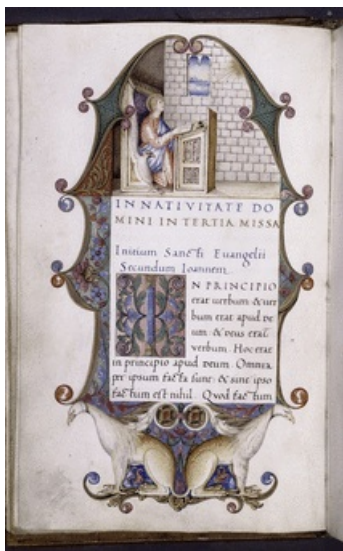 IN NATIVITATE DO
MINI IN TERTIA MISSA
Initium Sancti Euangelii
Secundum Ioannem.
IN PRINCIPIO
erat uerbum & uer
bum erat apud de
um & deus erat
uerbum. Hoc erat
in principio apud deum. Omnia
per ipsum facta sunt: & sine ipso
factum est nihil. Quod factum